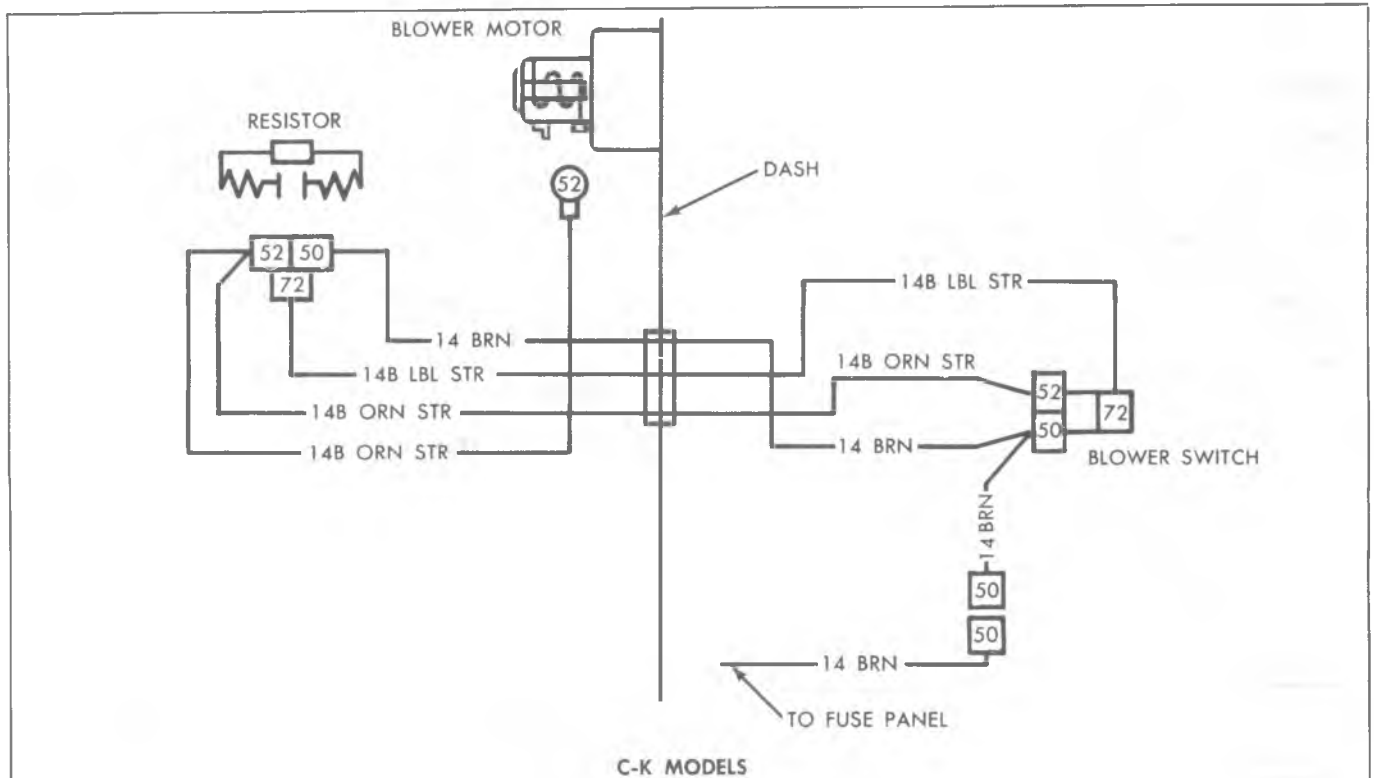 BLOWER MOTOR
RESISTOR
DASH
52
52 50
72
14B LBL STR
14 BRN
14B LBL STR
14B ORN STR
14B ORN STR
52
72
50
14B ORN STR
14 BRN
BLOWER SWITCH
14 BRN
50
50
14 BRN
TO FUSE PANEL
C-K MODELS